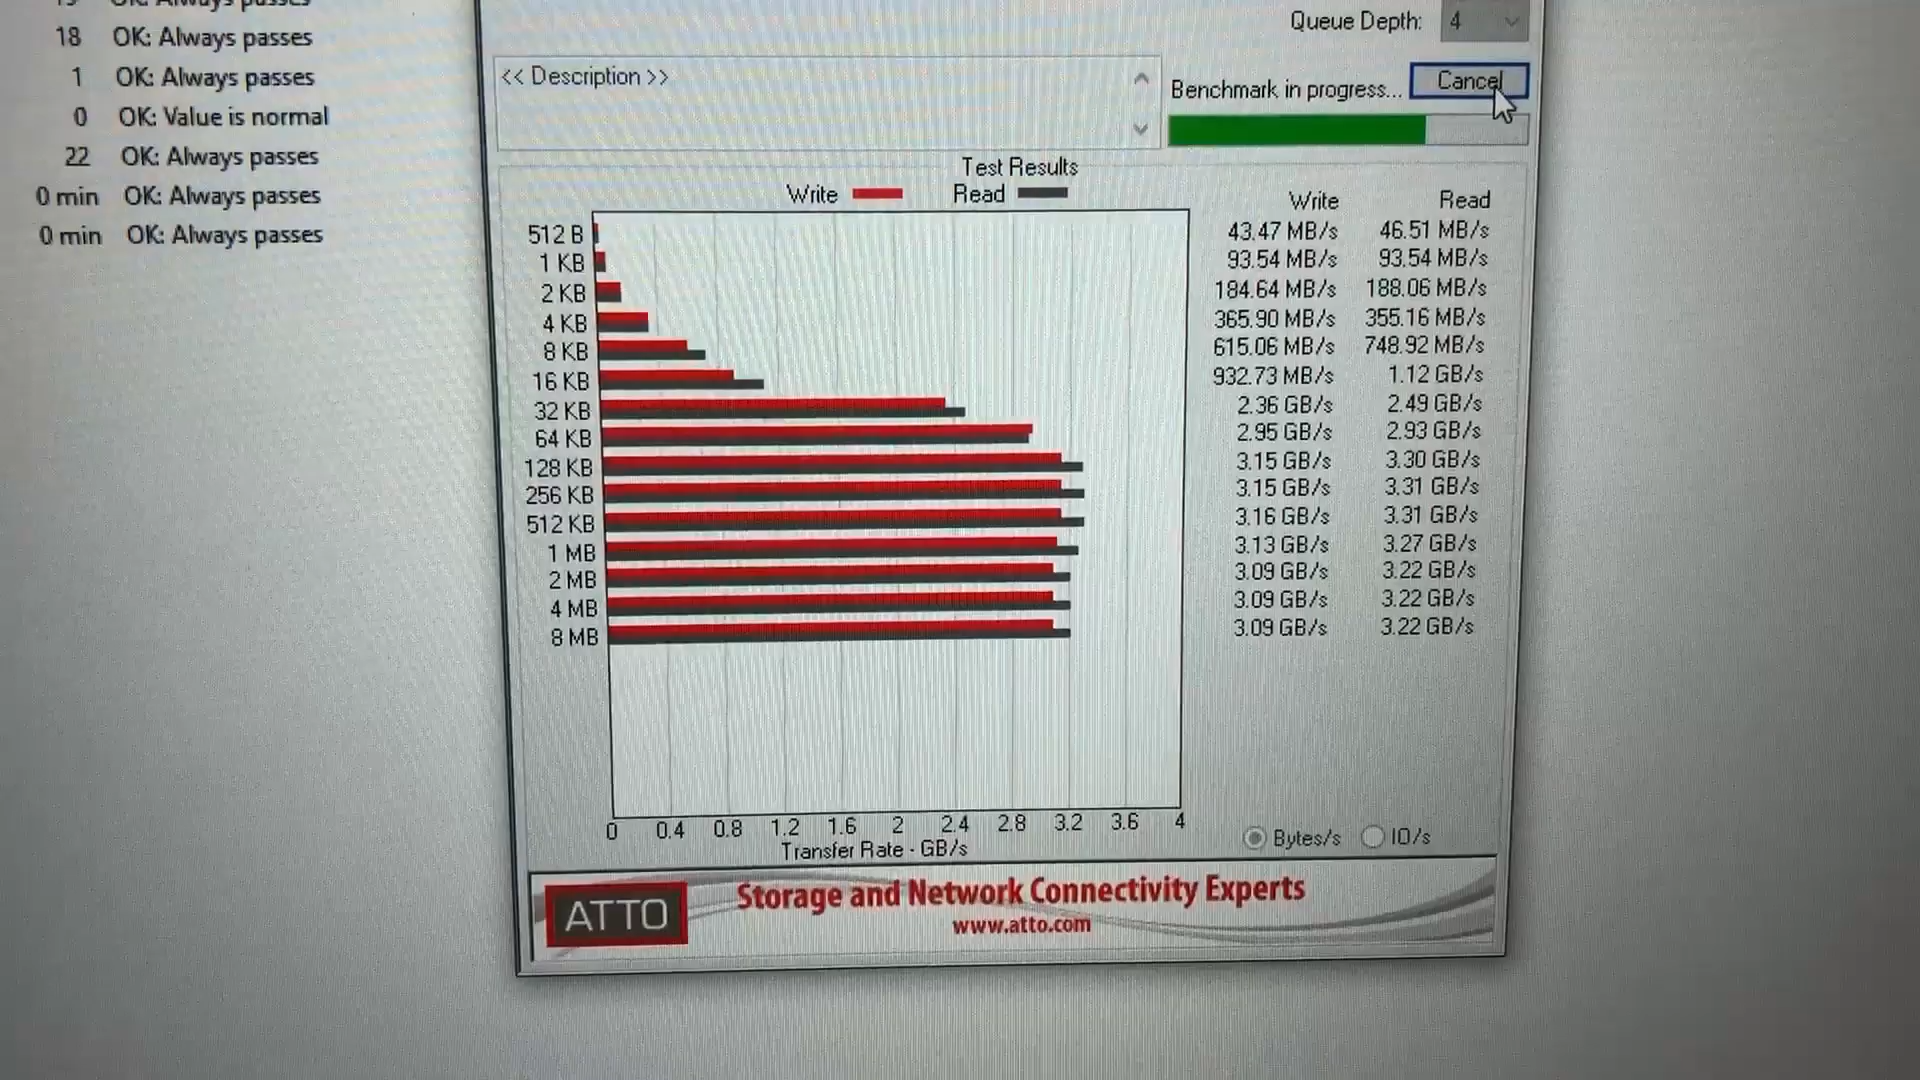 19 OK: Always passes
18 OK: Always passes
1 OK: Always passes
0 OK: Value is normal
22 OK: Always passes
0 min OK: Always passes
0 min OK: Always passes
Queue Depth: 4
<< Description >>
Benchmark in progress... Cancel
Test Results
Write Read
Write Read
512 B 43.47 MB/s 46.51 MB/s
1 KB 93.54 MB/s 93.54 MB/s
2 KB 184.64 MB/s 188.06 MB/s
4 KB 365.90 MB/s 355.16 MB/s
8 KB 615.06 MB/s 748.92 MB/s
16 KB 932.73 MB/s 1.12 GB/s
32 KB 2.36 GB/s 2.49 GB/s
64 KB 2.95 GB/s 2.93 GB/s
128 KB 3.15 GB/s 3.30 GB/s
256 KB 3.15 GB/s 3.31 GB/s
512 KB 3.16 GB/s 3.31 GB/s
1 MB 3.13 GB/s 3.27 GB/s
2 MB 3.09 GB/s 3.22 GB/s
4 MB 3.09 GB/s 3.22 GB/s
8 MB 3.09 GB/s 3.22 GB/s
0 0.4 0.8 1.2 1.6 2 2.4 2.8 3.2 3.6 4
Transfer Rate - GB/s
Bytes/s IO/s
ATTO
Storage and Network Connectivity Experts
www.atto.com